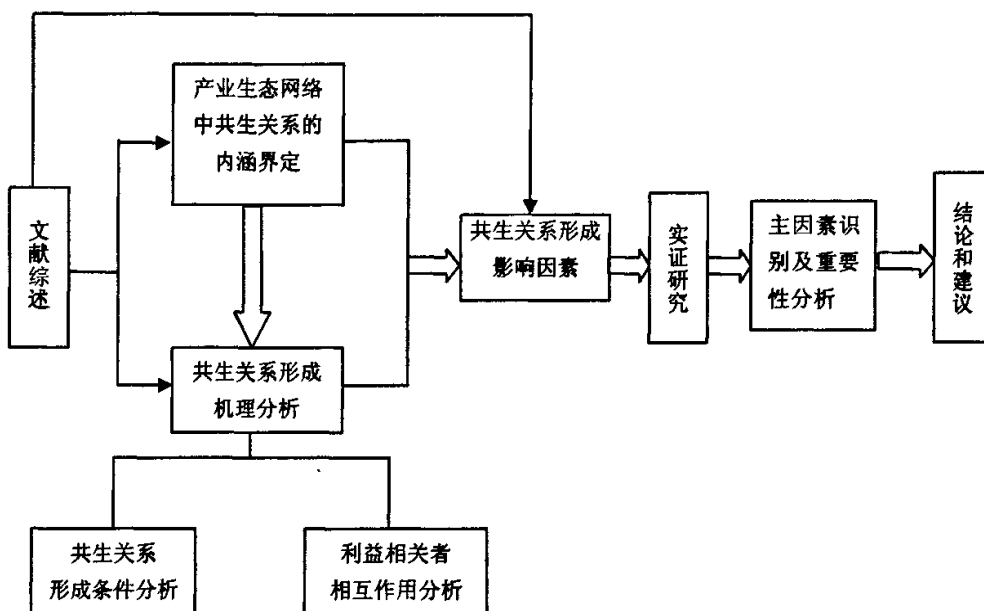 文献综述
产业生态网络
中共生关系的
内涵界定
共生关系形成
机理分析
共生关系
形成条件分析
利益相关者
相互作用分析
共生关系形成
影响因素
实证研究
主因素识
别及重要
性分析
结论和建议